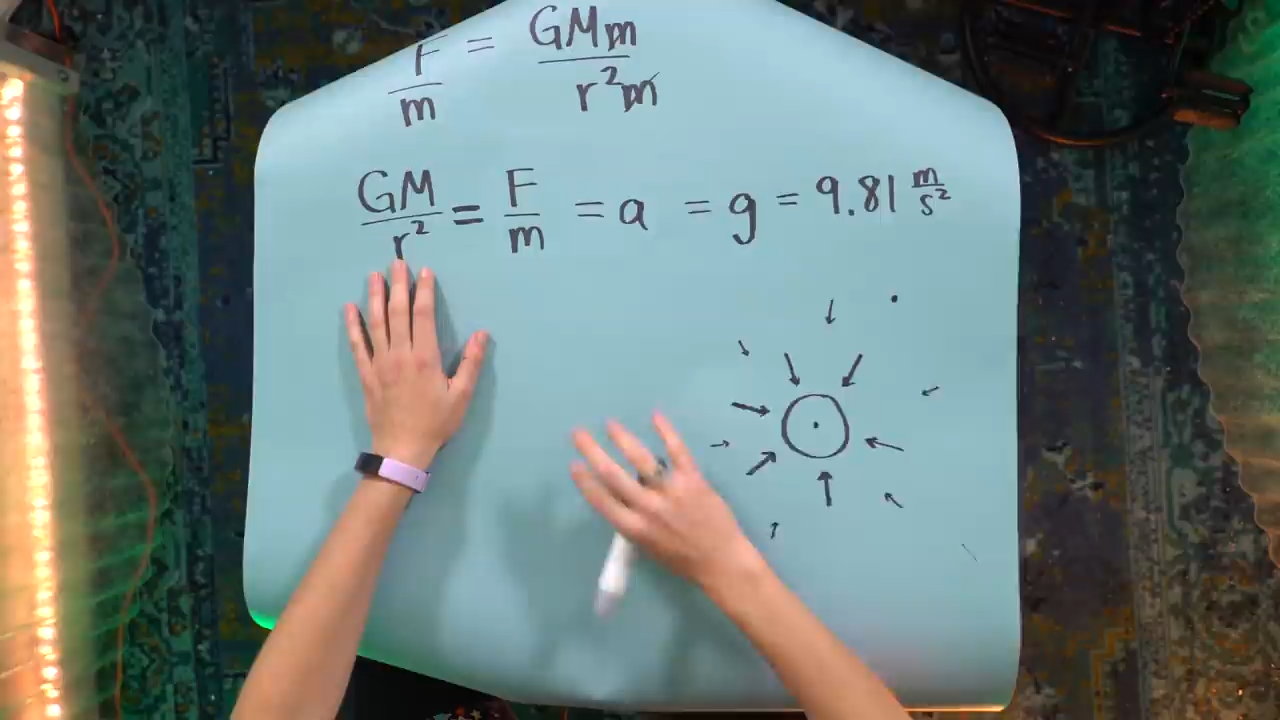 F/m = GMm/r²m
GM/r² = F/m = a = g = 9.81 m/s²